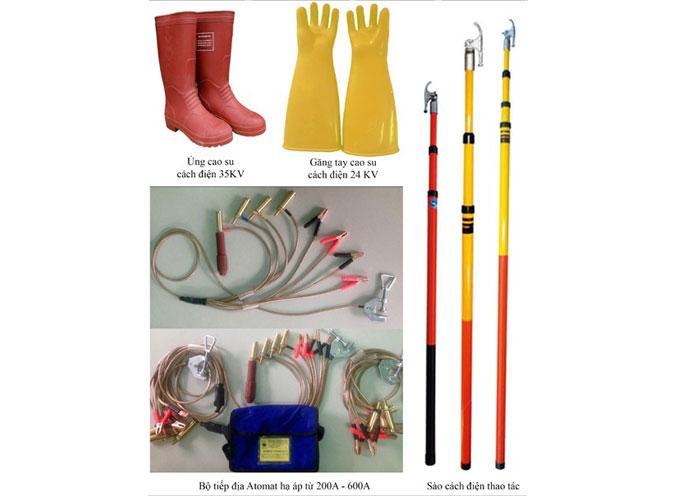 Ủng cao su
cách điện 35KV
Găng tay cao su
cách điện 24 KV
Bộ tiếp địa Atomat hạ áp từ 200A - 600A
Sào cách điện thao tác